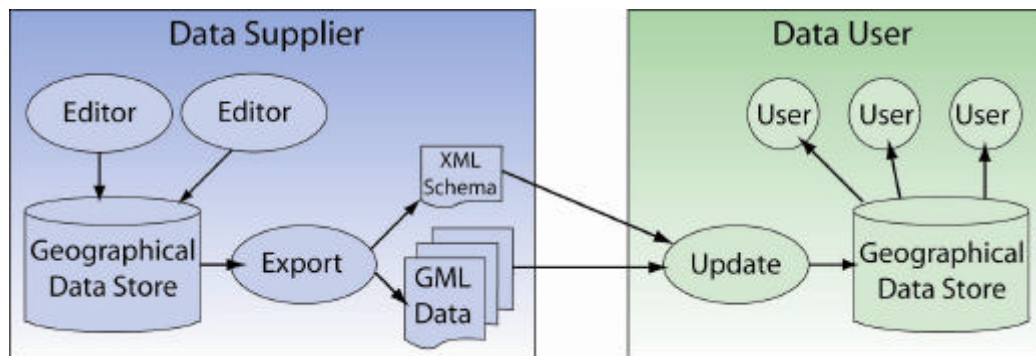 Data Supplier
Editor
Editor
Geographical
Data Store
Export
XML
Schema
GML
Data
Data User
User
User
User
Update
Geographical
Data Store